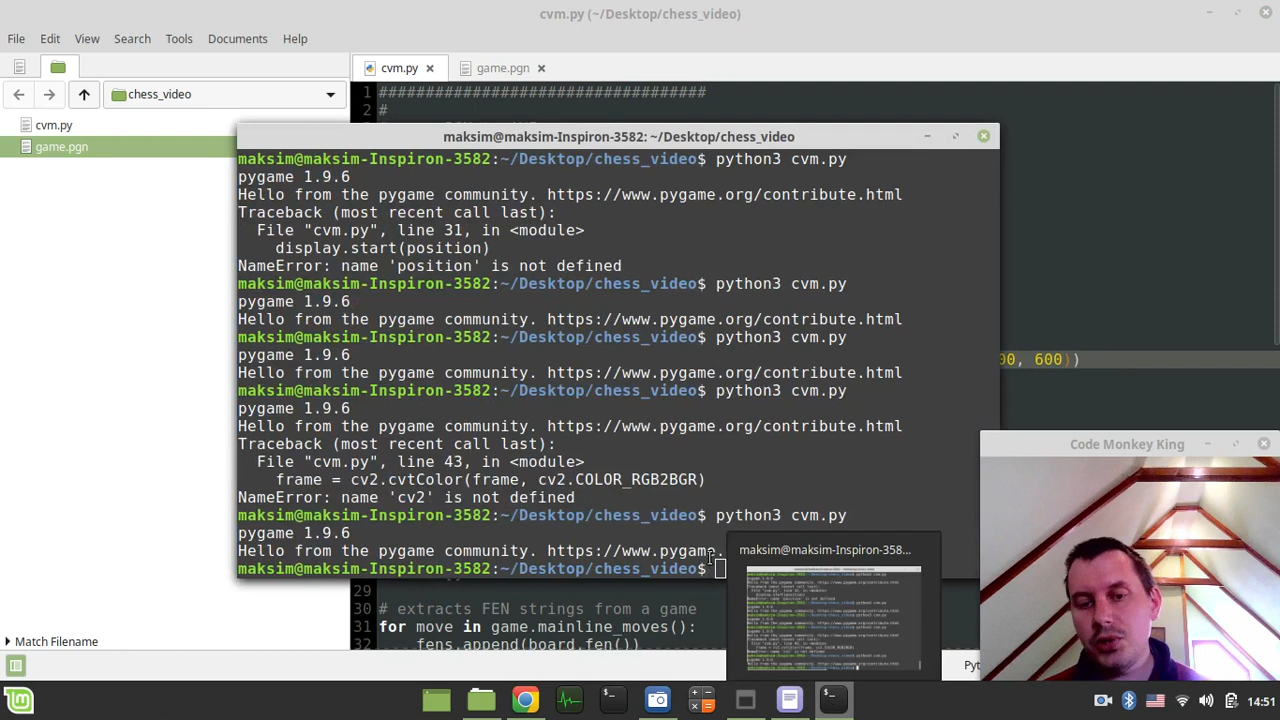 cvm.py (~/Desktop/chess_video)
File Edit View Search Tools Documents Help
cvm.py game.pgn
chess_video
cvm.py
game.pgn
1 ###################################
2 #
maksim@maksim-Inspiron-3582: ~/Desktop/chess_video
maksim@maksim-Inspiron-3582:~/Desktop/chess_video$ python3 cvm.py
pygame 1.9.6
Hello from the pygame community. https://www.pygame.org/contribute.html
Traceback (most recent call last):
File "cvm.py", line 31, in <module>
display.start(position)
NameError: name 'position' is not defined
maksim@maksim-Inspiron-3582:~/Desktop/chess_video$ python3 cvm.py
pygame 1.9.6
Hello from the pygame community. https://www.pygame.org/contribute.html
maksim@maksim-Inspiron-3582:~/Desktop/chess_video$ python3 cvm.py
pygame 1.9.6
Hello from the pygame community. https://www.pygame.org/contribute.html
maksim@maksim-Inspiron-3582:~/Desktop/chess_video$ python3 cvm.py
pygame 1.9.6
Hello from the pygame community. https://www.pygame.org/contribute.html
Traceback (most recent call last):
File "cvm.py", line 43, in <module>
frame = cv2.cvtColor(frame, cv2.COLOR_RGB2BGR)
NameError: name 'cv2' is not defined
maksim@maksim-Inspiron-3582:~/Desktop/chess_video$ python3 cvm.py
pygame 1.9.6
Hello from the pygame community. https://www.pygame.
maksim@maksim-Inspiron-3582:~/Desktop/chess_video$
00, 600))
Code Monkey King
maksim@maksim-Inspiron-358...
29
30 # extracts FEN strings from a game
31 for move in game.mainline_moves():
32 fens.appe fen())
Match File
Pyt
14:51